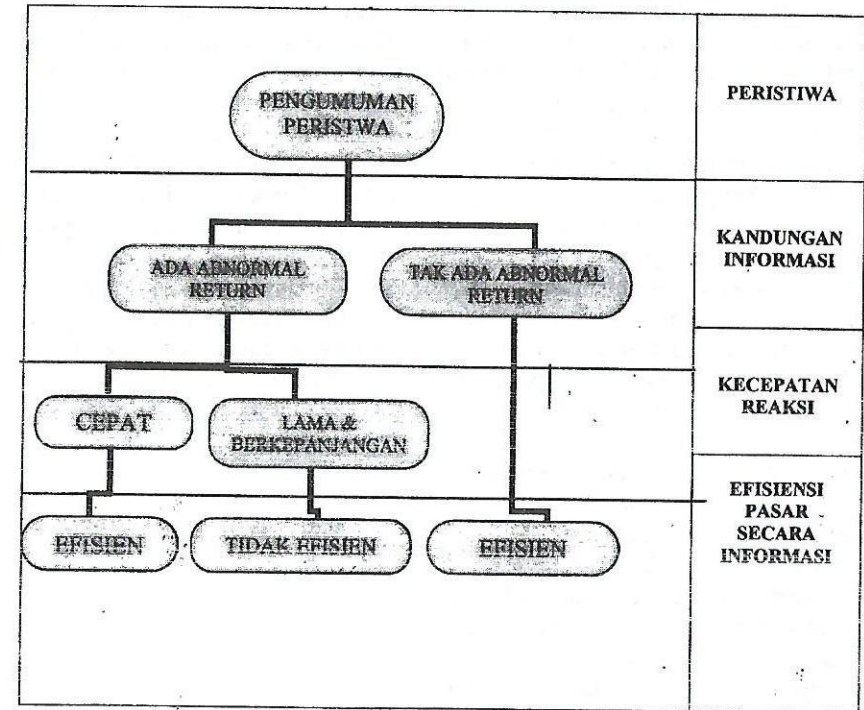 PENGUMUMAN
PERISTWA
PERISTIWA
ADA ABNORMAL
RETURN
TAK ADA ABNORMAL
RETURN
KANDUNGAN
INFORMASI
CEPAT
LAMA &
BERKEPANJANGAN
KECEPATAN
REAKSI
EFISIEN
TIDAK EFISIEN
EFISIEN
EFISIENSI
PASAR
SECARA
INFORMASI